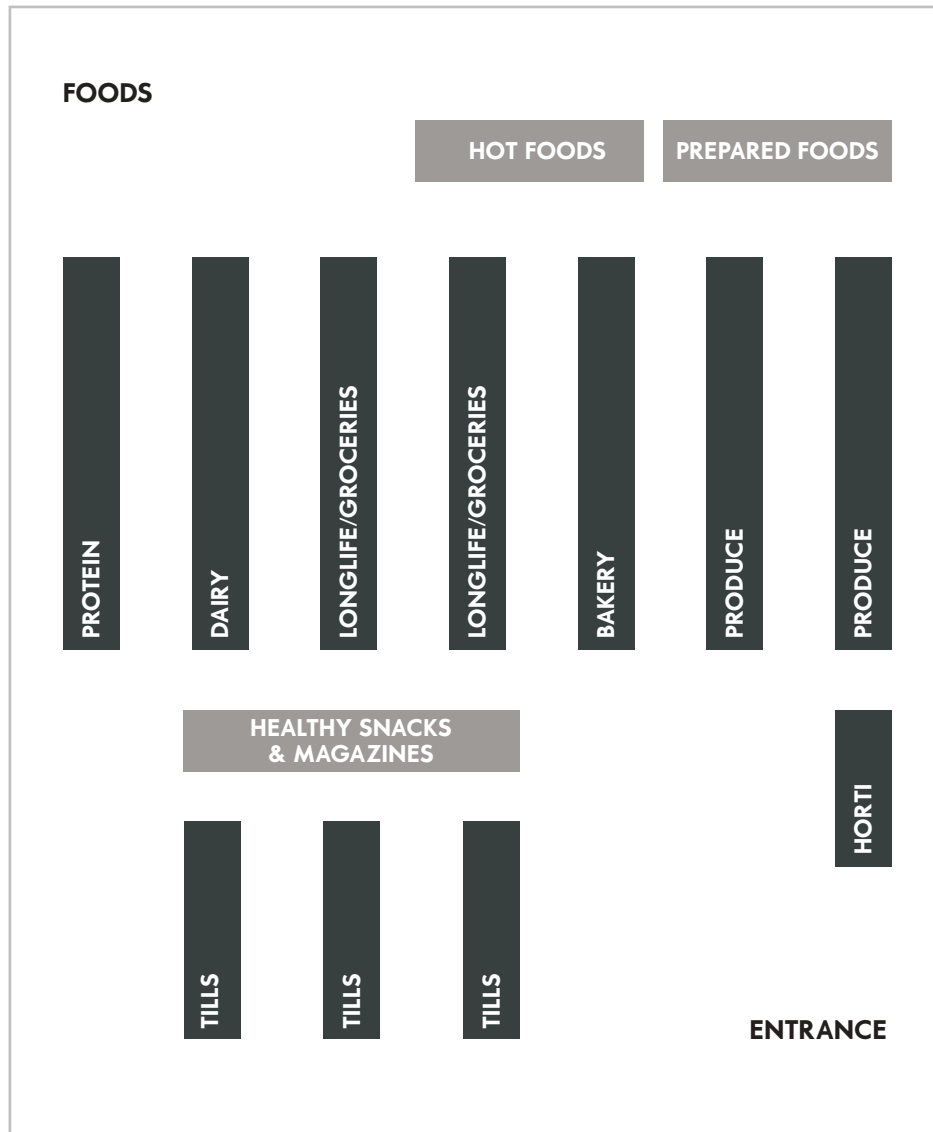 FOODS
HOT FOODS
PREPARED FOODS
PROTEIN
DAIRY
LONGLIFE/GROCERIES
LONGLIFE/GROCERIES
BAKERY
PRODUCE
PRODUCE
HEALTHY SNACKS
& MAGAZINES
HORTI
TILLS
TILLS
TILLS
ENTRANCE